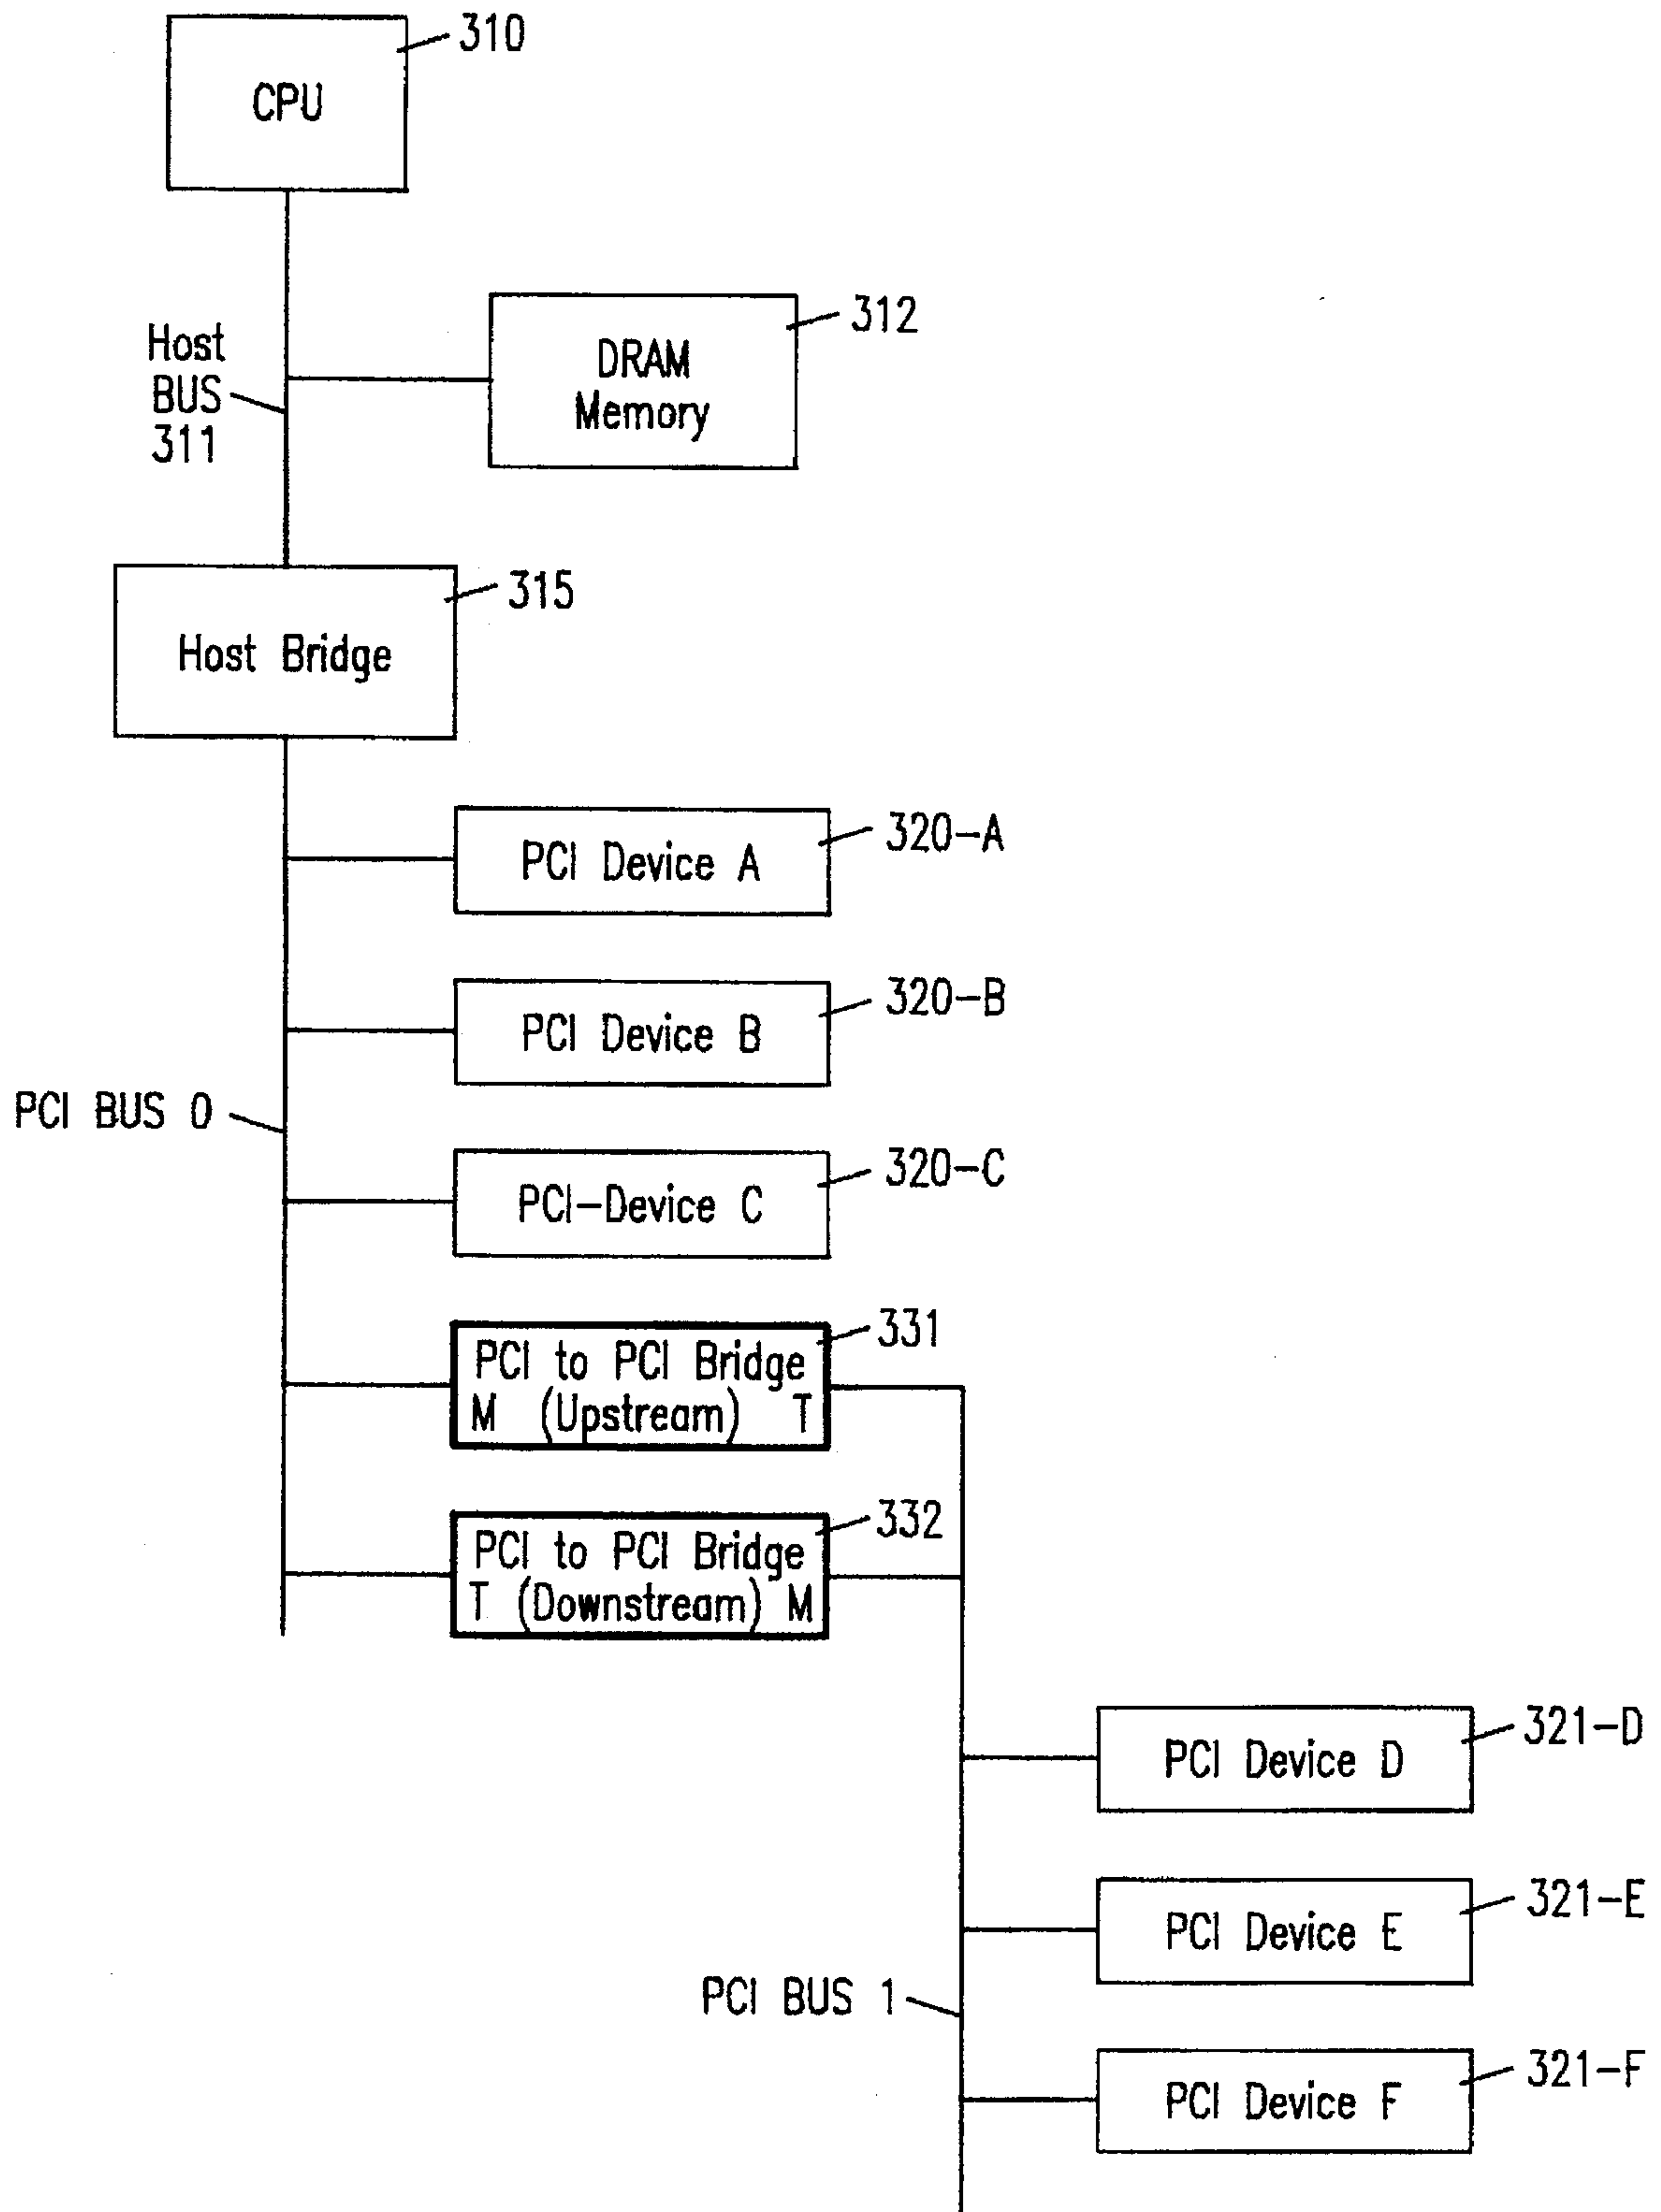 310
CPU
312
DRAM
Memory
Host
BUS
311
315
Host Bridge
320-A
PCI Device A
320-B
PCI Device B
PCI BUS 0
320-C
PCI-Device C
331
PCI to PCI Bridge
M (Upstream) T
332
PCI to PCI Bridge
T (Downstream) M
321-D
PCI Device D
321-E
PCI Device E
PCI BUS 1
321-F
PCI Device F